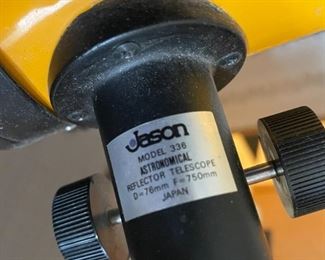 Jason
MODEL 336
ASTRONOMICAL
REFLECTOR TELESCOPE
D=76mm F=750mm
JAPAN